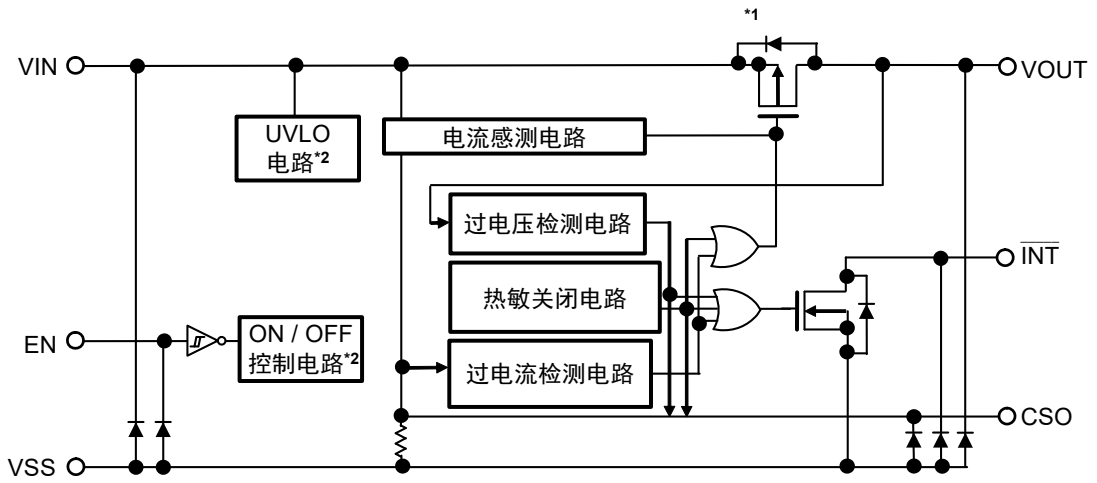 *1
VIN
VOUT
UVLO
电路*2
电流感测电路
过电压检测电路
INT
热敏关闭电路
EN
ON / OFF
控制电路*2
过电流检测电路
CSO
VSS